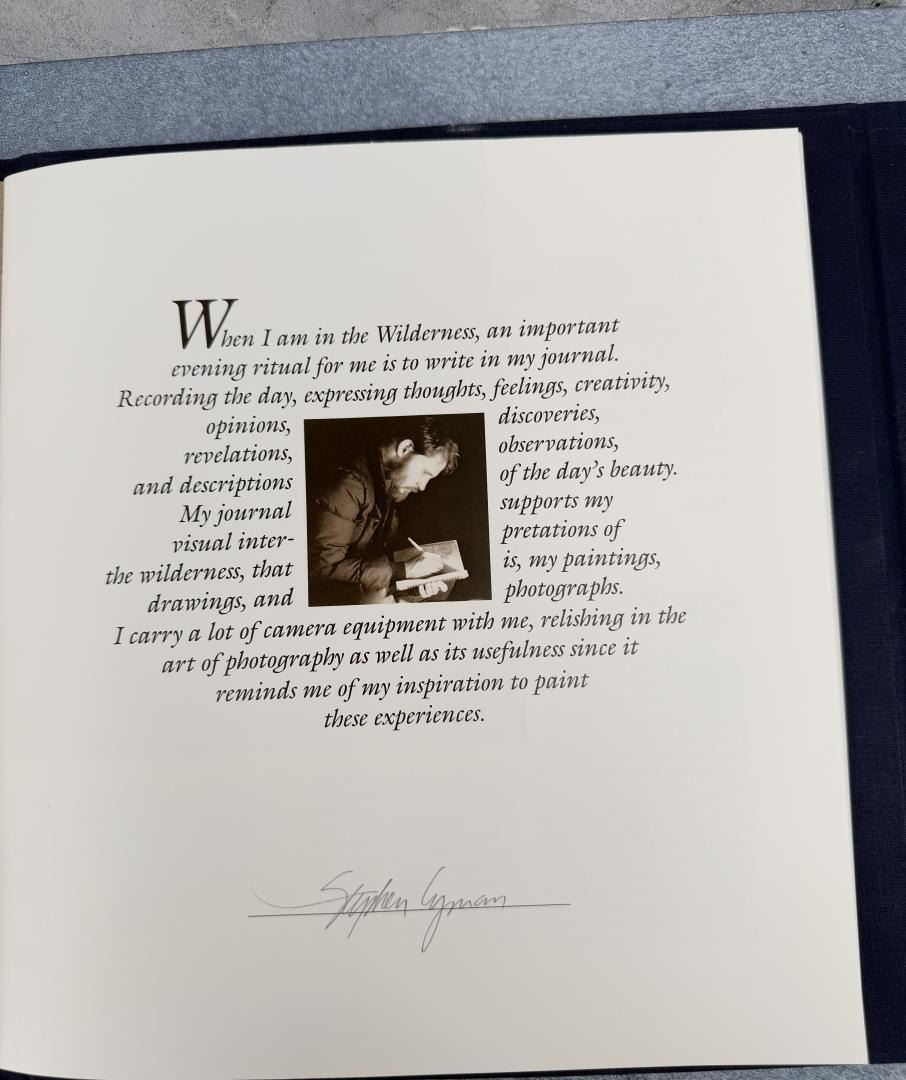 When I am in the Wilderness, an important
evening ritual for me is to write in my journal.
Recording the day, expressing thoughts, feelings, creativity,
opinions, discoveries,
revelations, observations,
and descriptions of the day's beauty.
My journal supports my
visual inter- pretations of
the wilderness, that is, my paintings,
drawings, and photographs.
I carry a lot of camera equipment with me, relishing in the
art of photography as well as its usefulness since it
reminds me of my inspiration to paint
these experiences.
Stephen Lyman